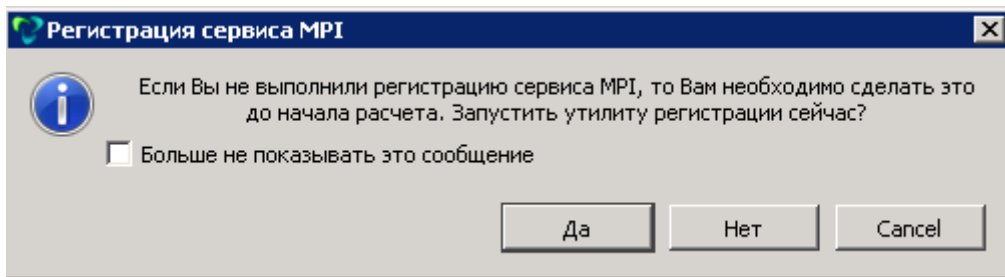 Регистрация сервиса MPI
Если Вы не выполнили регистрацию сервиса MPI, то Вам необходимо сделать это
до начала расчета. Запустить утилиту регистрации сейчас?
Больше не показывать это сообщение
Да Нет Cancel